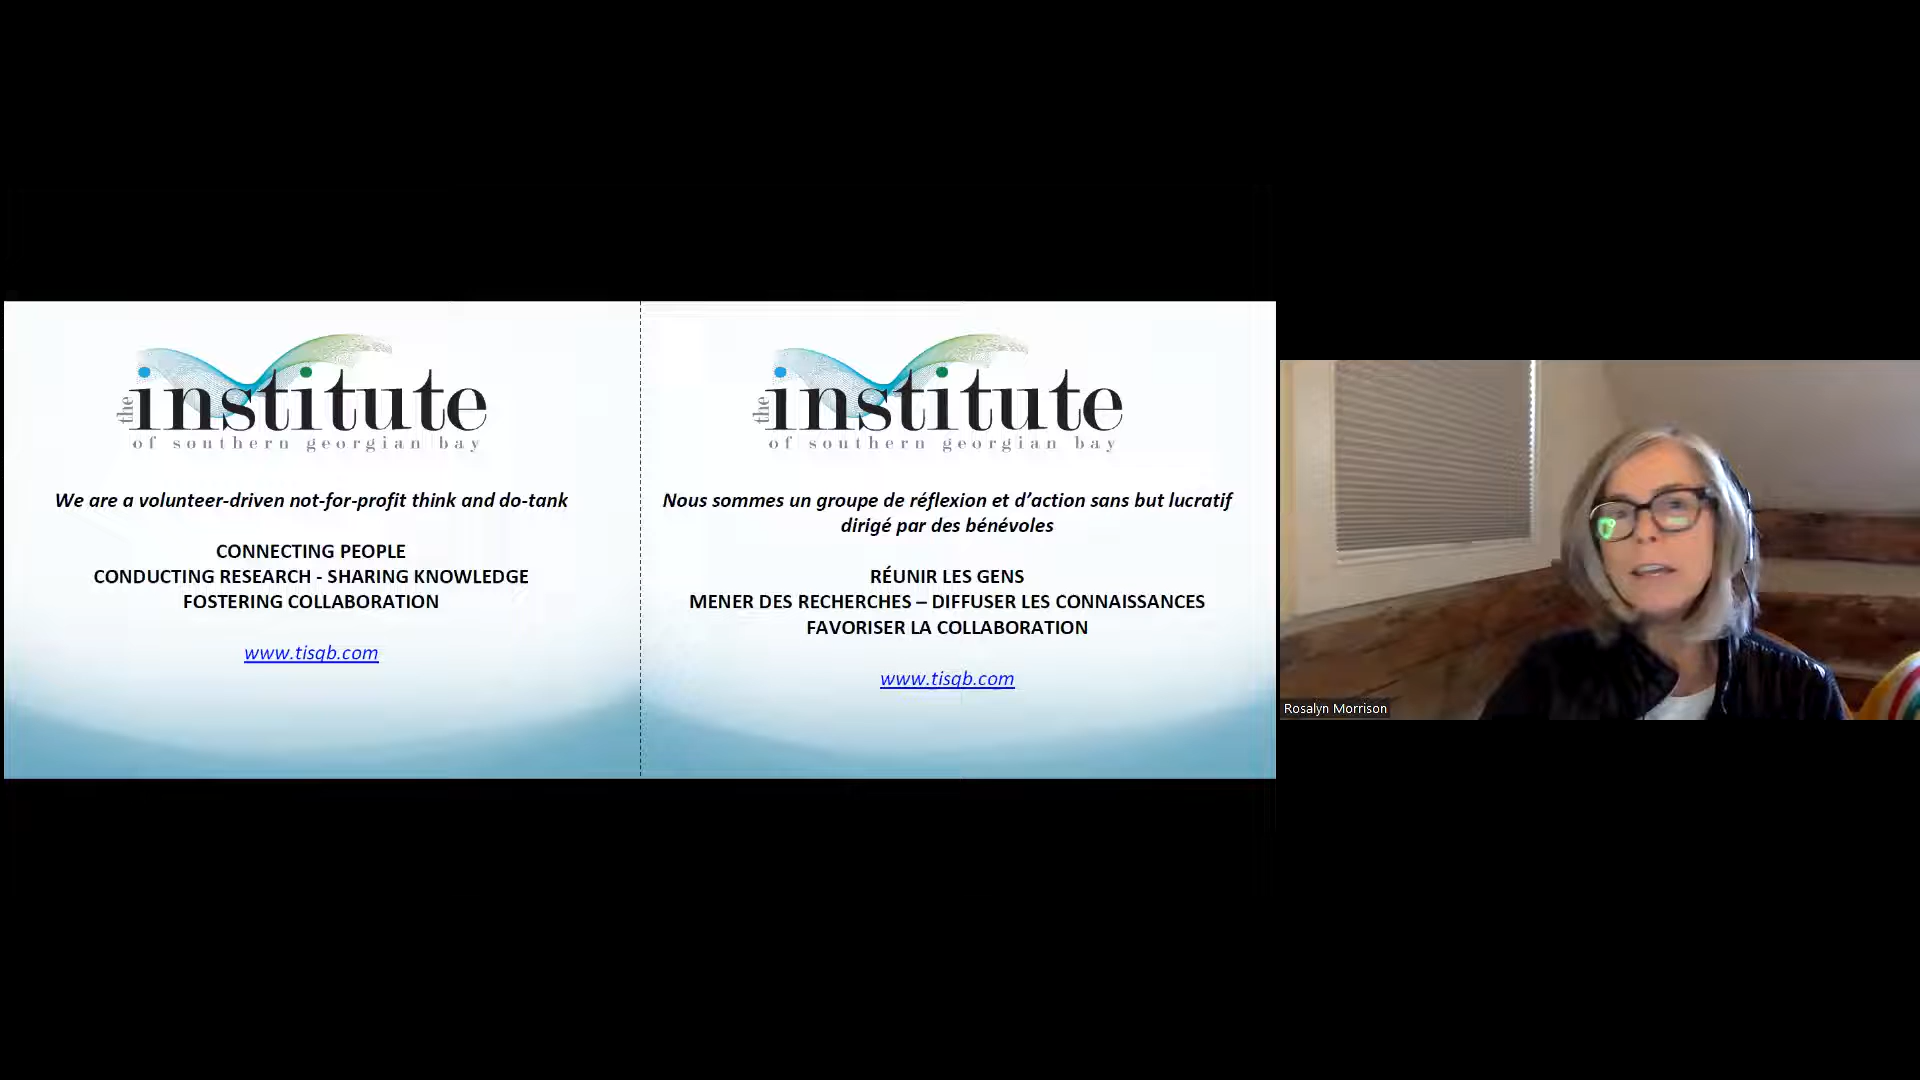 the institute
of southern georgian bay
We are a volunteer-driven not-for-profit think and do-tank
CONNECTING PEOPLE
CONDUCTING RESEARCH - SHARING KNOWLEDGE
FOSTERING COLLABORATION
www.tisgb.com
the institute
of southern georgian bay
Nous sommes un groupe de réflexion et d’action sans but lucratif
dirigé par des bénévoles
RÉUNIR LES GENS
MENER DES RECHERCHES – DIFFUSER LES CONNAISSANCES
FAVORISER LA COLLABORATION
www.tisgb.com
Rosalyn Morrison